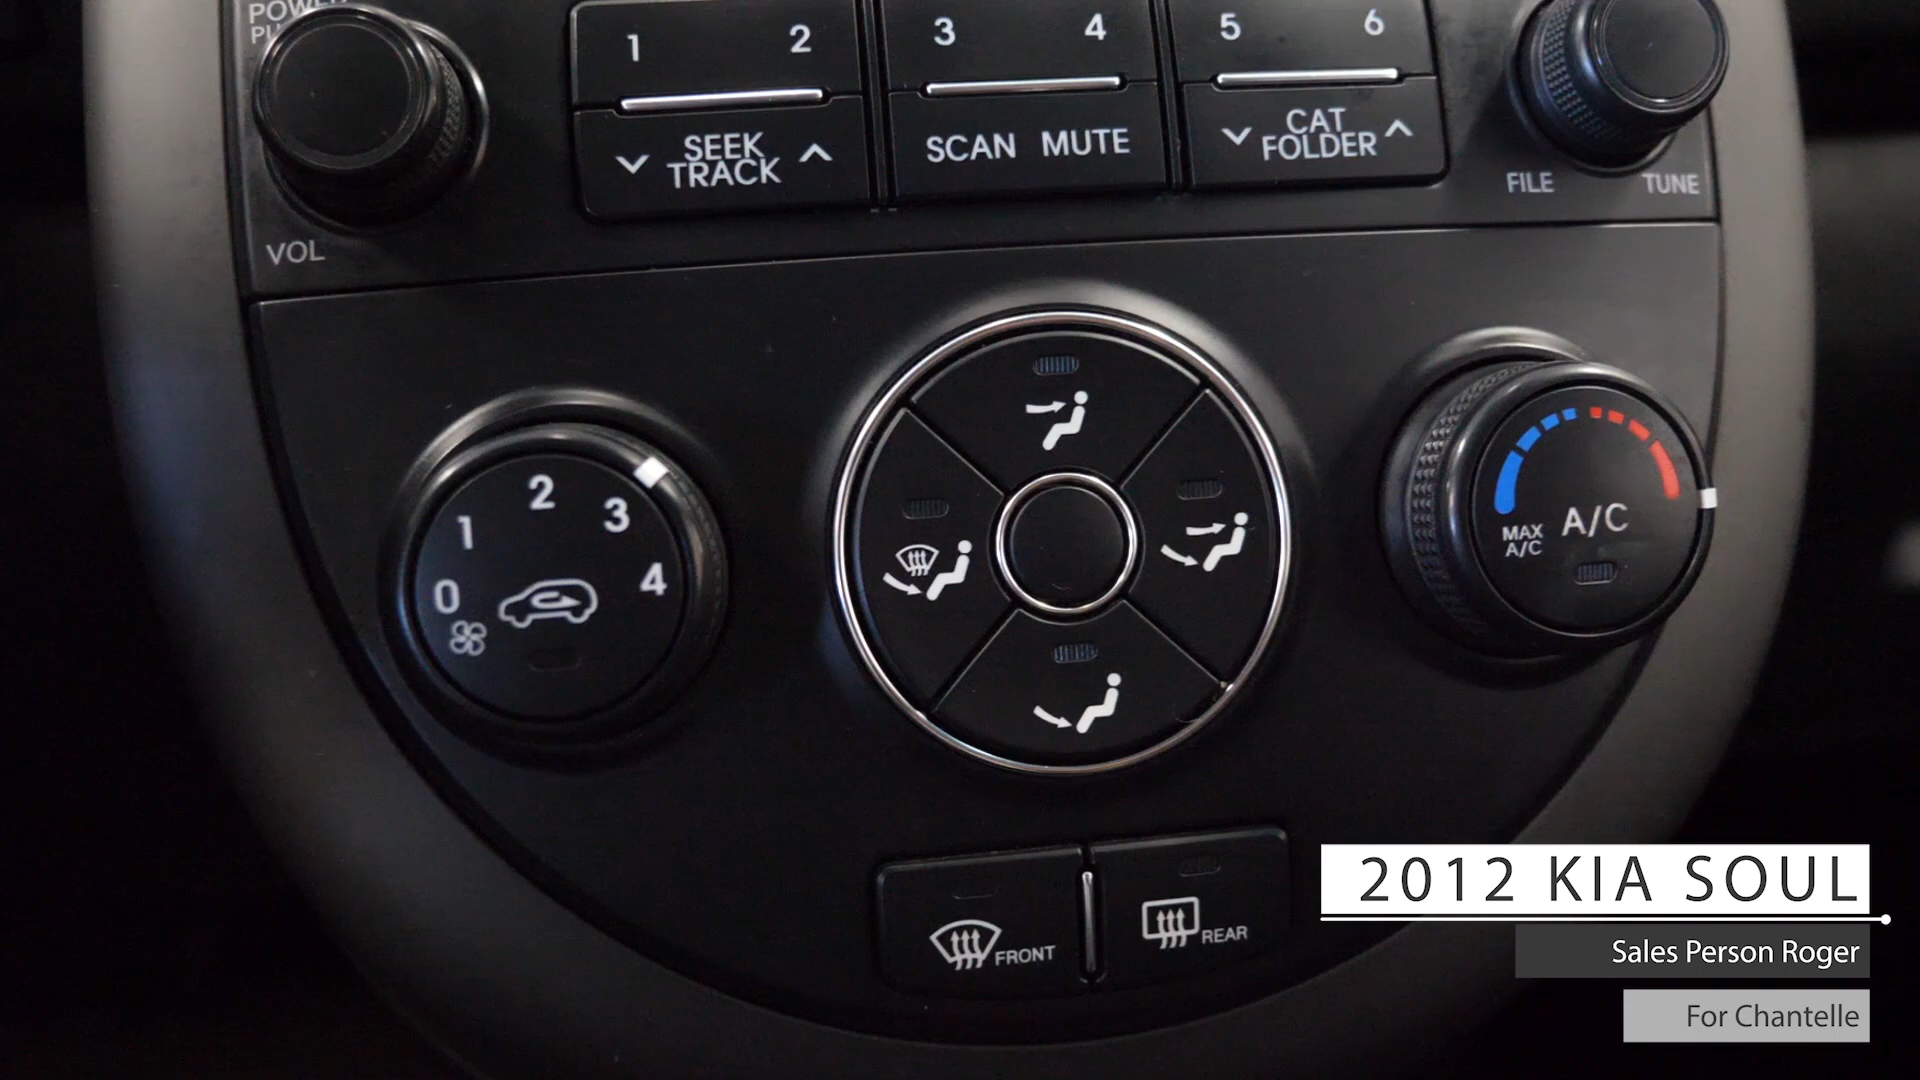 POWER
1 2 3 4 5 6
SEEK
TRACK
SCAN MUTE
CAT
FOLDER
FILE TUNE
VOL
2
1 3
0 4
MAX
A/C
A/C
FRONT
REAR
2012 KIA SOUL
Sales Person Roger
For Chantelle